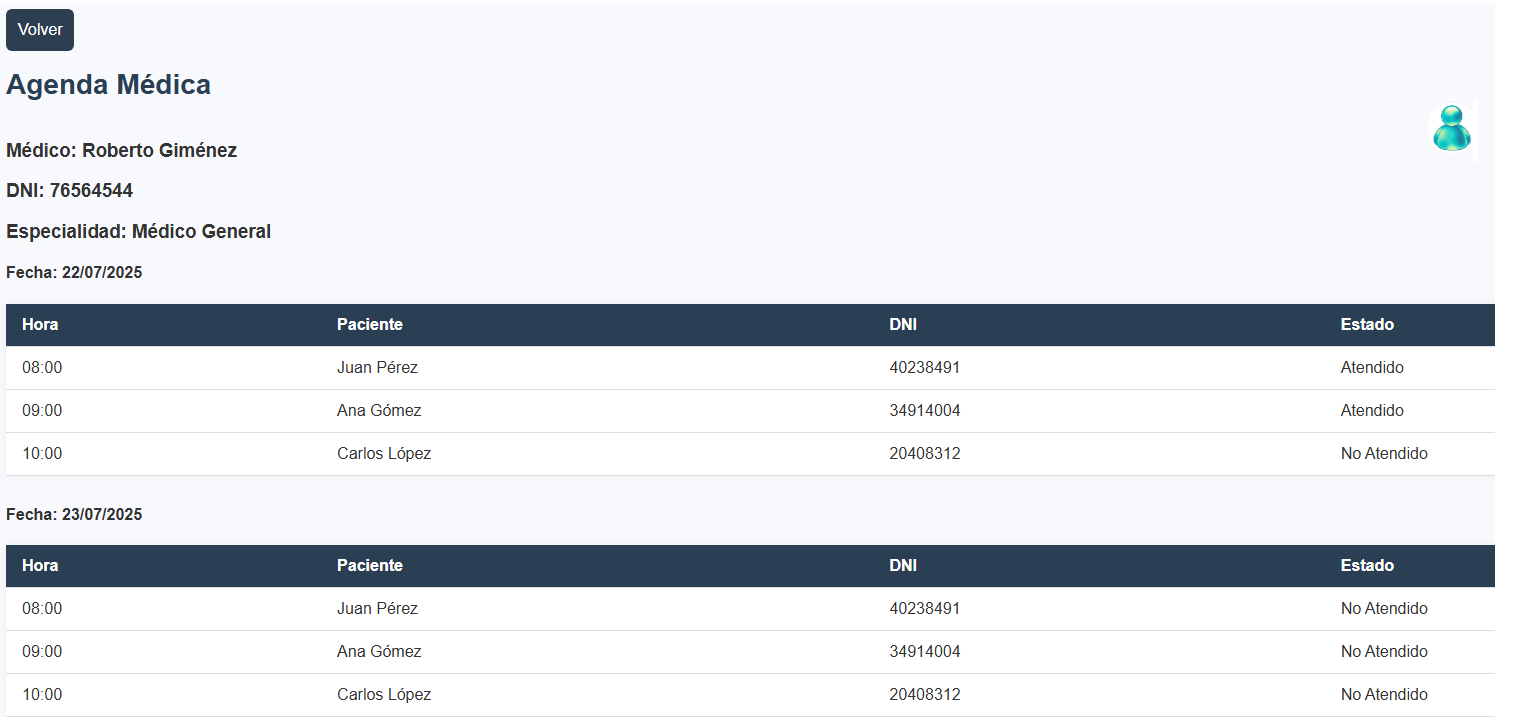 Volver
Agenda Médica
Médico: Roberto Giménez
DNI: 76564544
Especialidad: Médico General
Fecha: 22/07/2025
Hora Paciente DNI Estado
08:00 Juan Pérez 40238491 Atendido
09:00 Ana Gómez 34914004 Atendido
10:00 Carlos López 20408312 No Atendido
Fecha: 23/07/2025
Hora Paciente DNI Estado
08:00 Juan Pérez 40238491 No Atendido
09:00 Ana Gómez 34914004 No Atendido
10:00 Carlos López 20408312 No Atendido